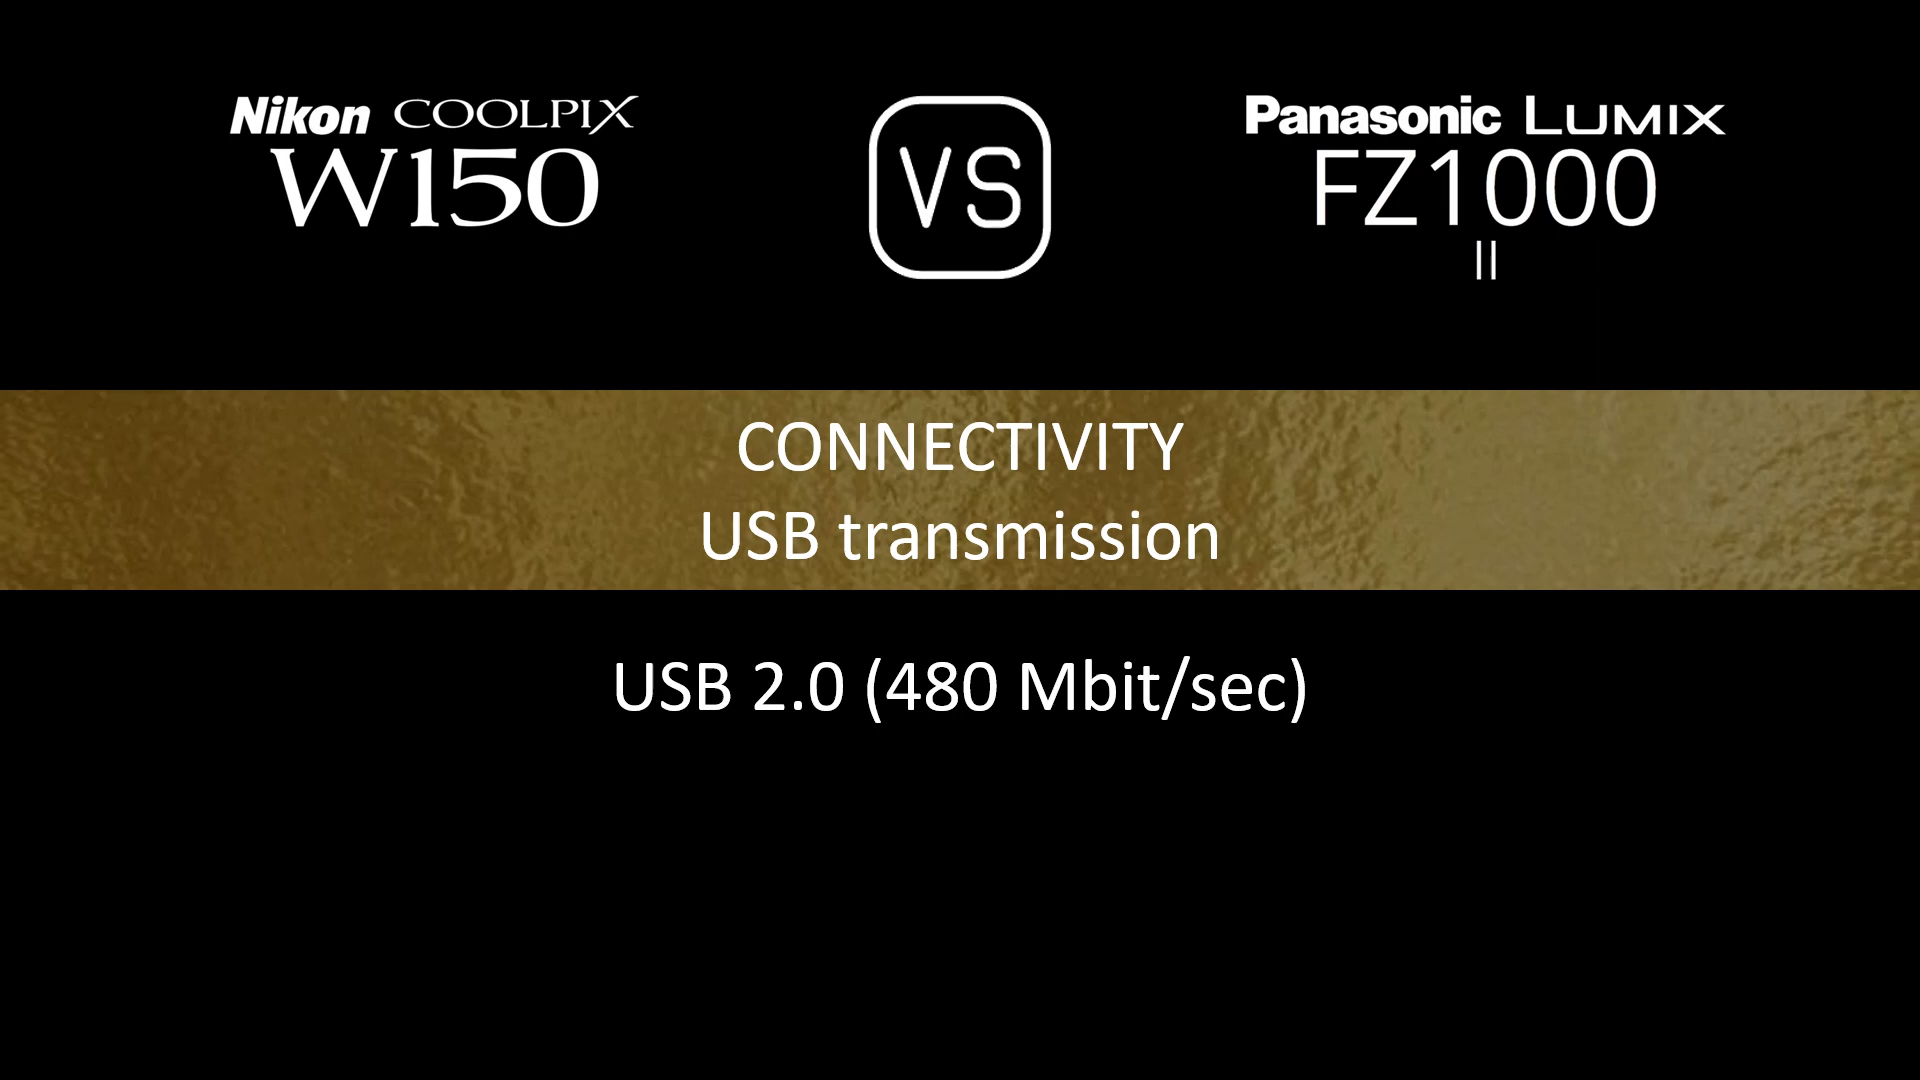 Nikon COOLPIX
W150
VS
Panasonic LUMIX
FZ1000
II
CONNECTIVITY
USB transmission
USB 2.0 (480 Mbit/sec)